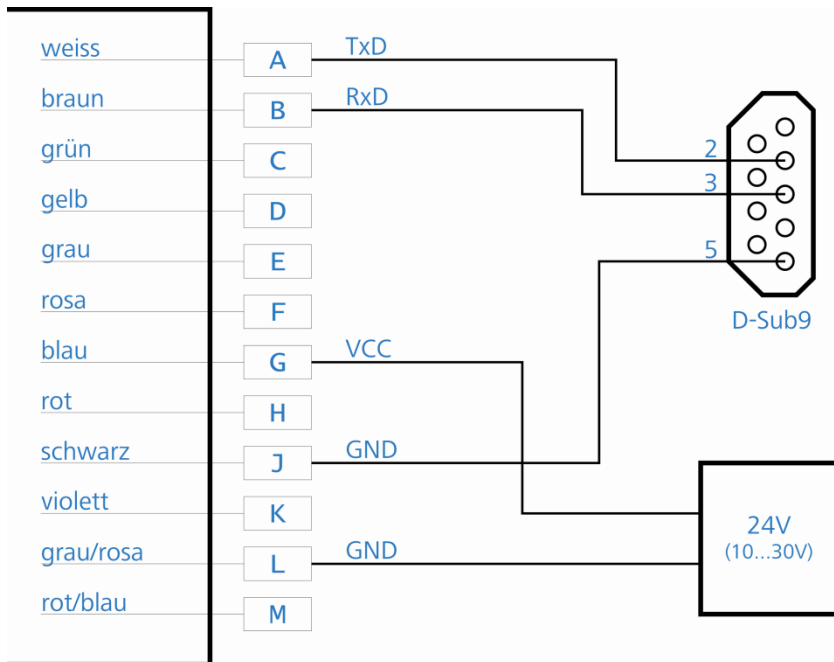 weiss A TxD
braun B RxD
grün C
2
gelb D
3
grau E
5
rosa F
D-Sub9
blau G VCC
rot H
schwarz J GND
violett K
24V
(10...30V)
grau/rosa L GND
rot/blau M